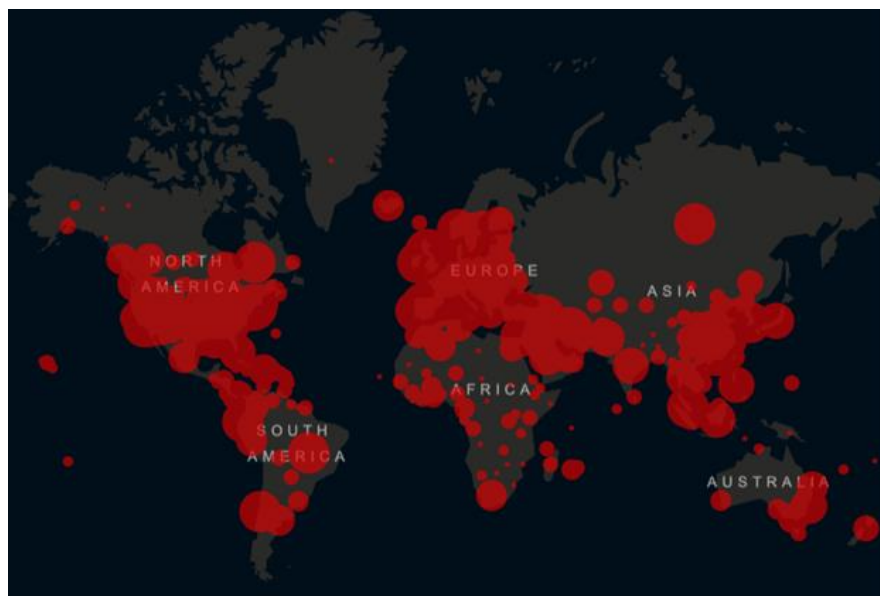 NORTH
AMERICA
EUROPE
ASIA
AFRICA
SOUTH
AMERICA
AUSTRALIA